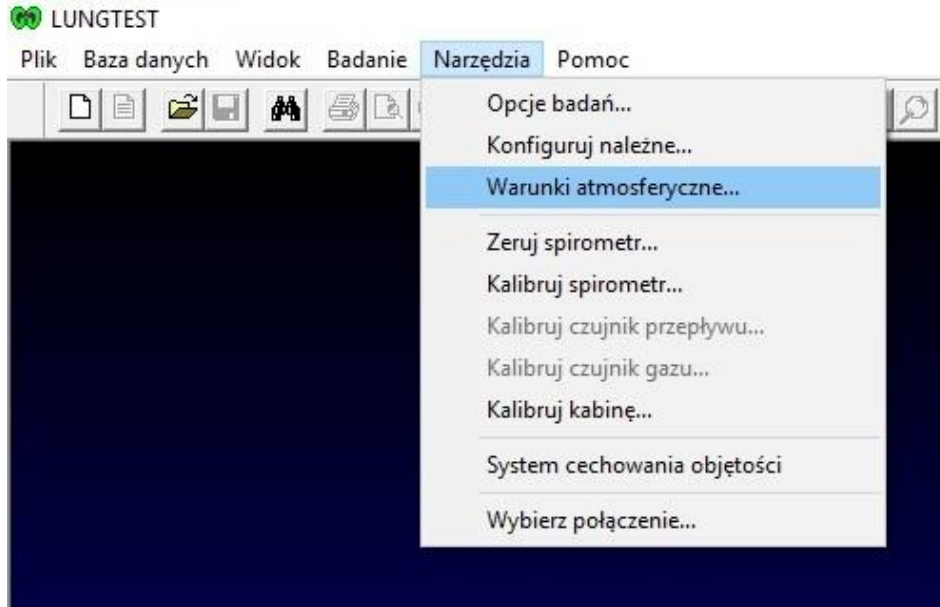 LUNGTEST
Plik Baza danych Widok Badanie Narzędzia Pomoc
Opcje badań...
Konfiguruj należne...
Warunki atmosferyczne...
Zeruj spirometr...
Kalibruj spirometr...
Kalibruj czujnik przepływu...
Kalibruj czujnik gazu...
Kalibruj kabinę...
System cechowania objętości
Wybierz połączenie...